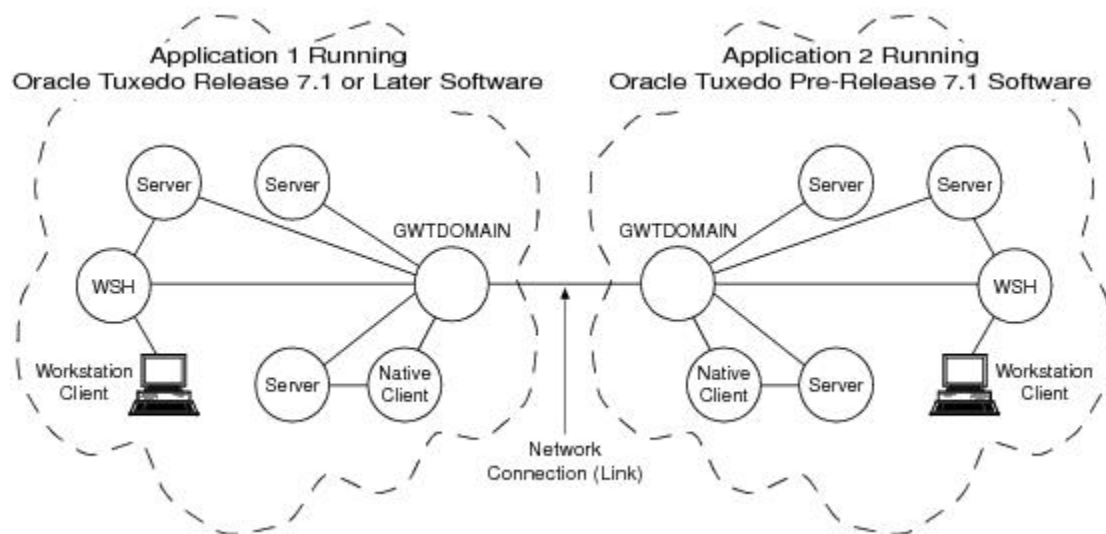 Application 1 Running
Oracle Tuxedo Release 7.1 or Later Software
Application 2 Running
Oracle Tuxedo Pre-Release 7.1 Software
Server
Server
GWTDOMAIN
WSH
Workstation
Client
Server
Native
Client
Server
Server
GWTDOMAIN
WSH
Native
Client
Server
Workstation
Client
Network
Connection (Link)